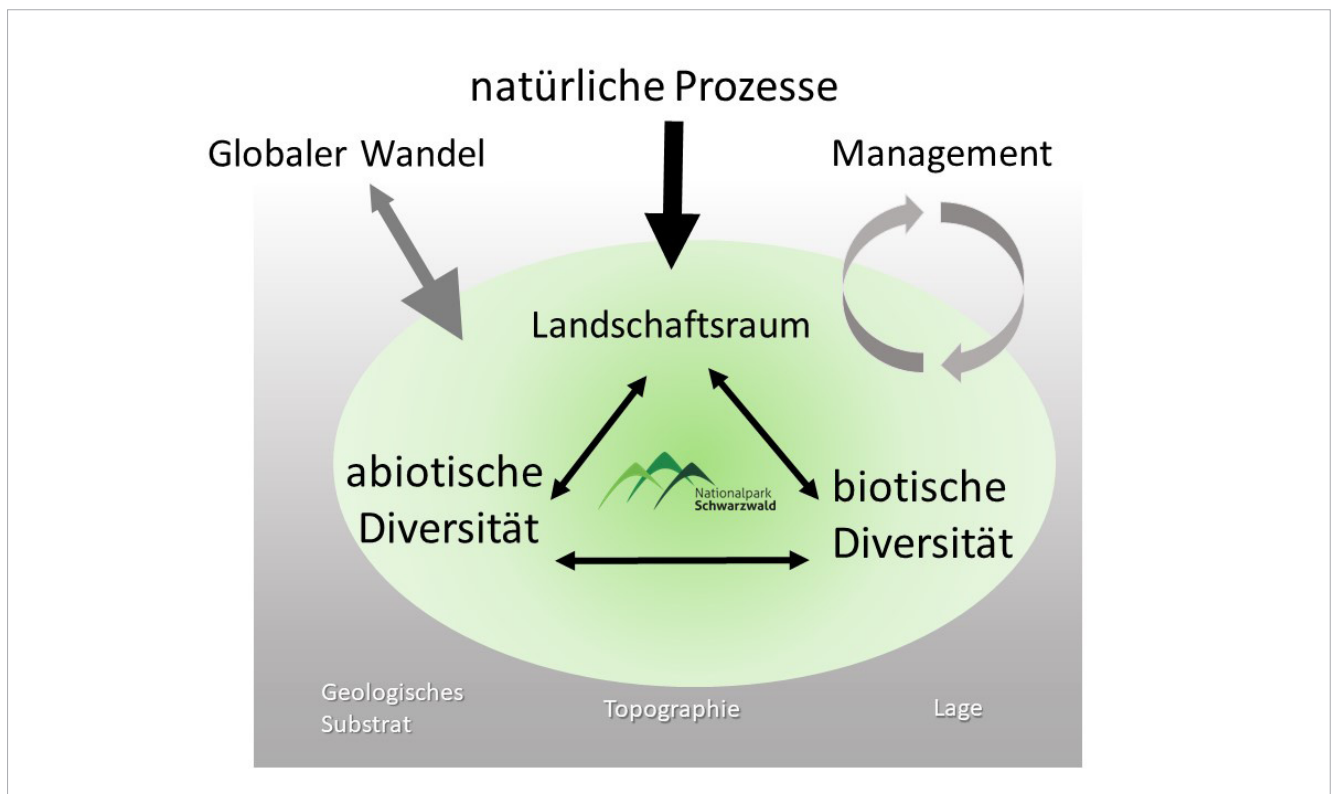 natürliche Prozesse
Globaler Wandel
Management
Landschaftsraum
abiotische
Diversität
Nationalpark
Schwarzwald
biotische
Diversität
Geologisches
Substrat
Topographie
Lage